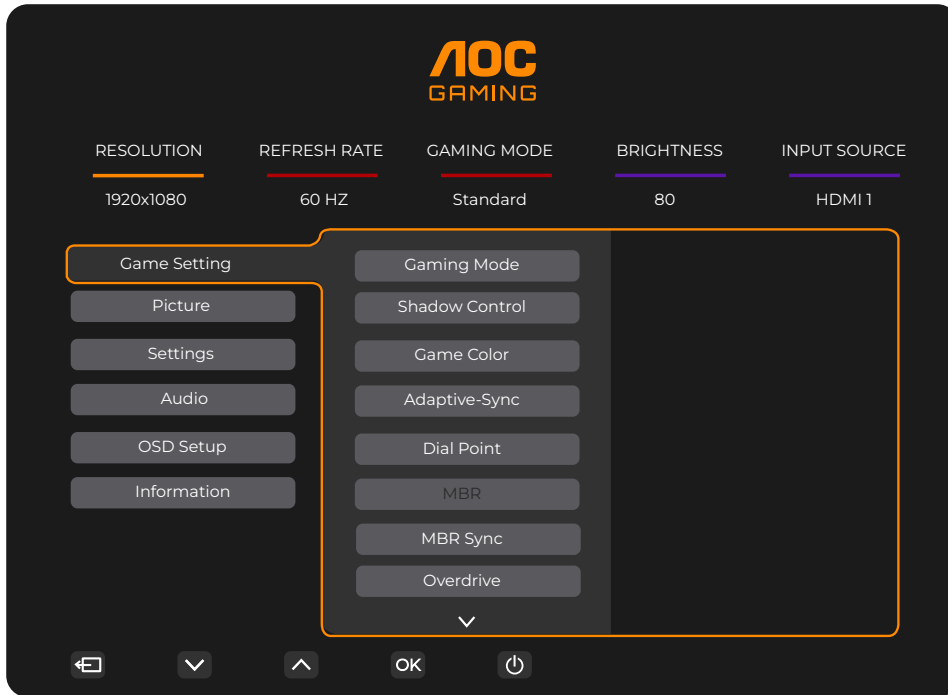 AOC
GAMING
RESOLUTION REFRESH RATE GAMING MODE BRIGHTNESS INPUT SOURCE
1920x1080 60 HZ Standard 80 HDMI 1
Game Setting
Picture
Settings
Audio
OSD Setup
Information
Gaming Mode
Shadow Control
Game Color
Adaptive-Sync
Dial Point
MBR
MBR Sync
Overdrive
OK